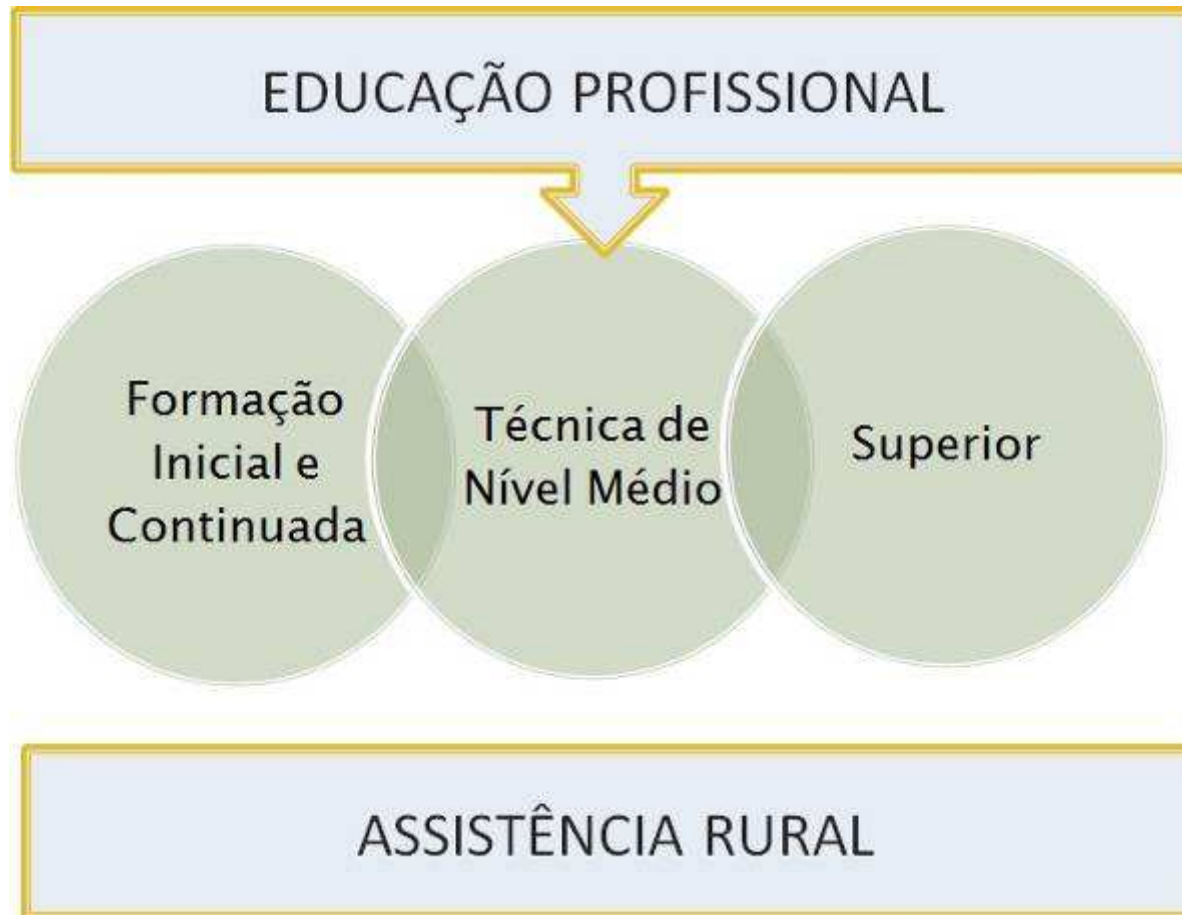 EDUCAÇÃO PROFISSIONAL
Formação
Inicial e
Continuada
Técnica de
Nível Médio
Superior
ASSISTÊNCIA RURAL